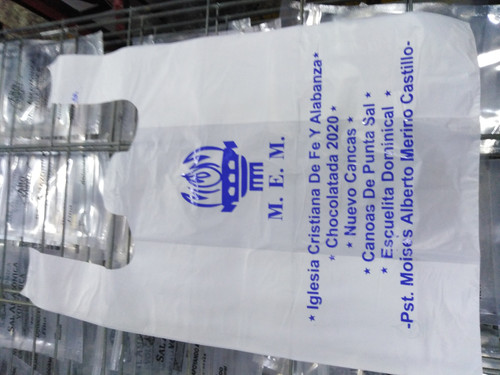 M. E. M.
* Iglesia Cristiana De Fe Y Alabanza*
* Chocolatada 2020 *
* Nuevo Cancas *
* Canoas De Punta Sal *
* Escuelita Dominical *
-Pst. Moises Alberto Merino Castillo-